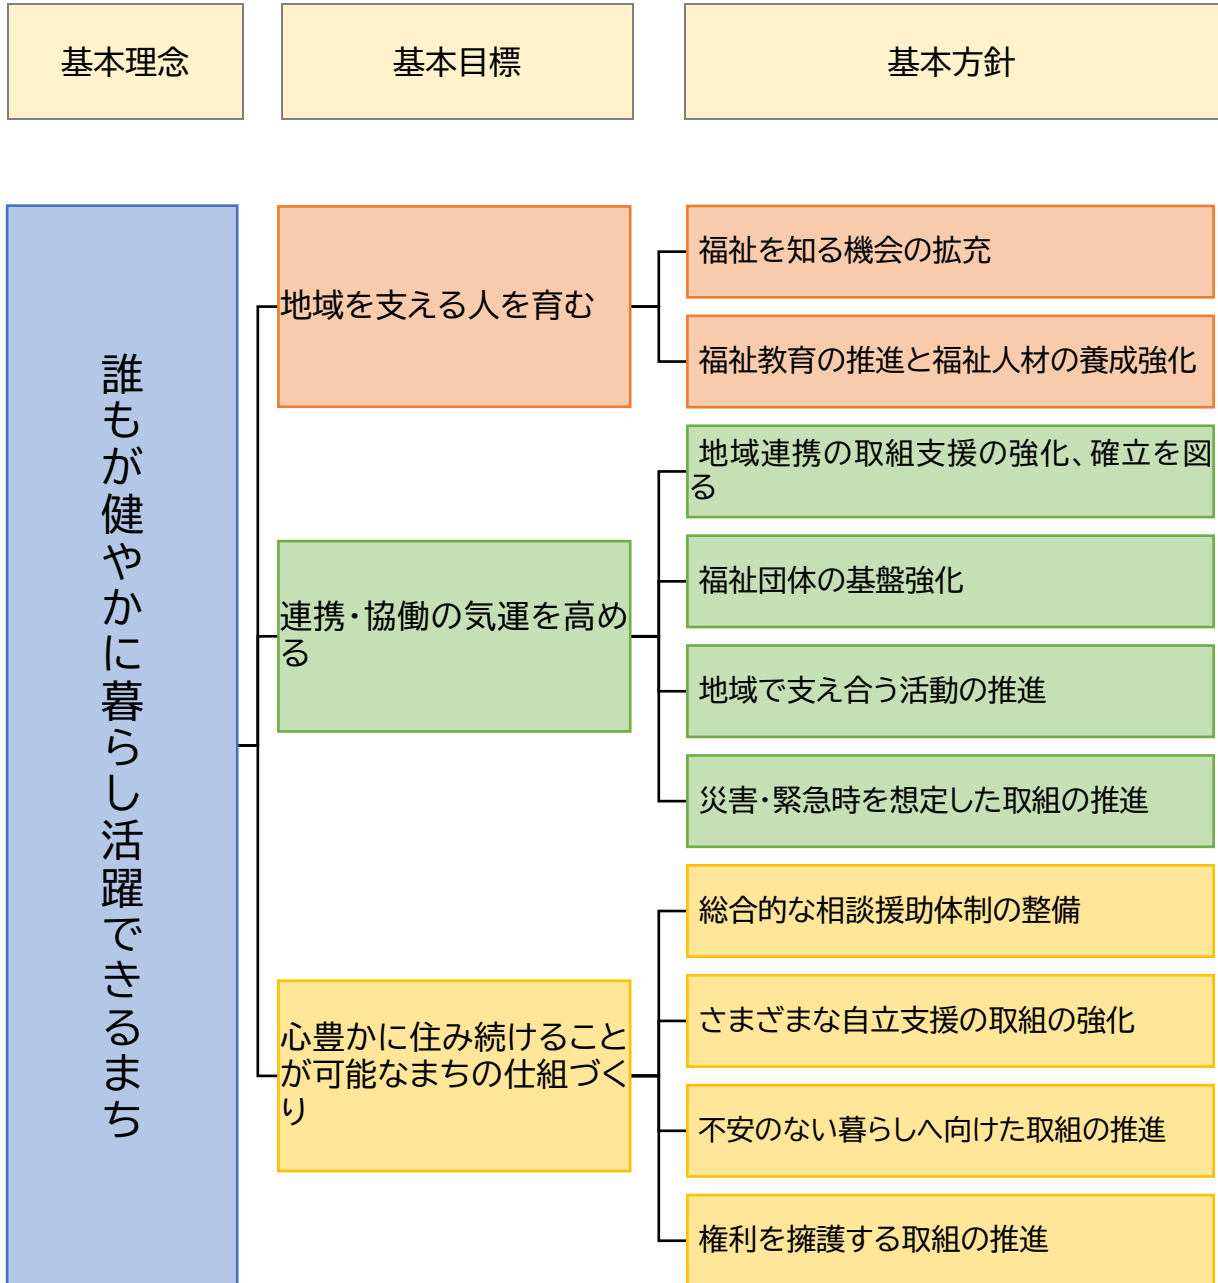 基本理念
基本目標
基本方針
誰もが健やかに暮らし活躍できるまち
地域を支える人を育む
福祉を知る機会の拡充
福祉教育の推進と福祉人材の養成強化
連携・協働の気運を高め
る
地域連携の取組支援の強化、確立を図
る
福祉団体の基盤強化
地域で支え合う活動の推進
災害・緊急時を想定した取組の推進
心豊かに住み続けること
が可能なまちの仕組づく
り
総合的な相談援助体制の整備
さまざまな自立支援の取組の強化
不安のない暮らしへ向けた取組の推進
権利を擁護する取組の推進